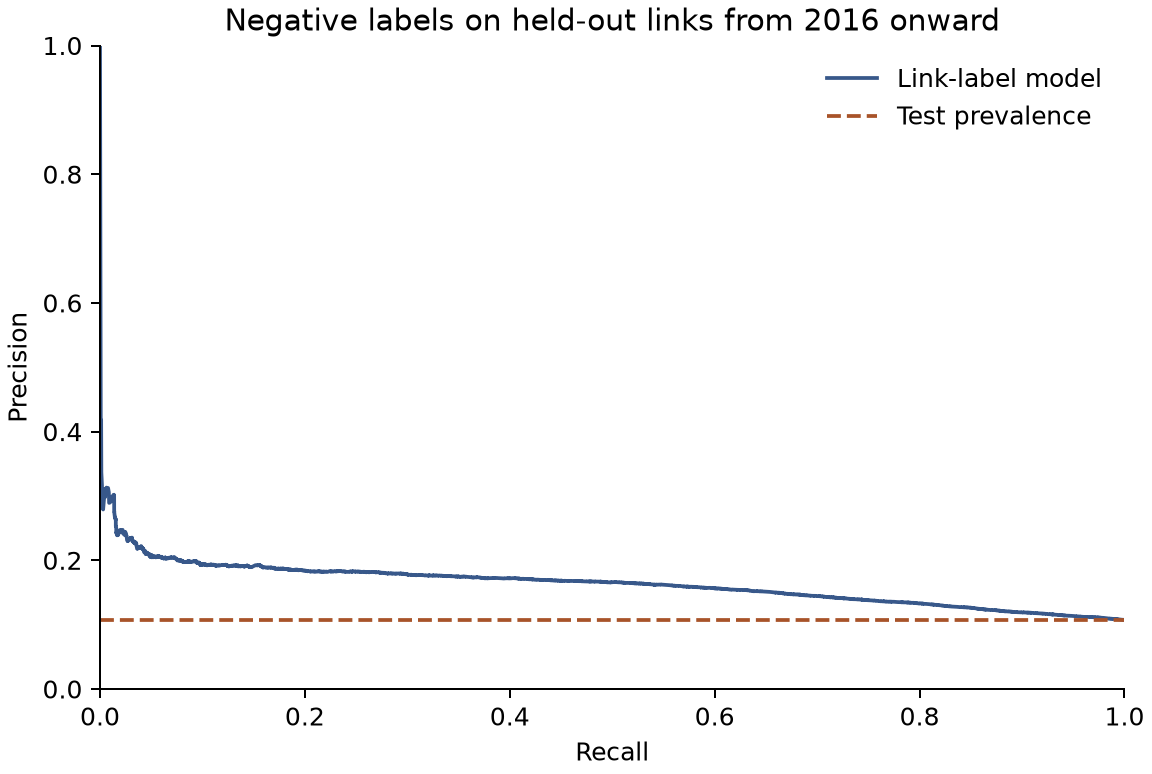 Negative labels on held-out links from 2016 onward
Link-label model
Test prevalence
Precision
1.0
0.8
0.6
0.4
0.2
0.0
0.0 0.2 0.4 0.6 0.8 1.0
Recall